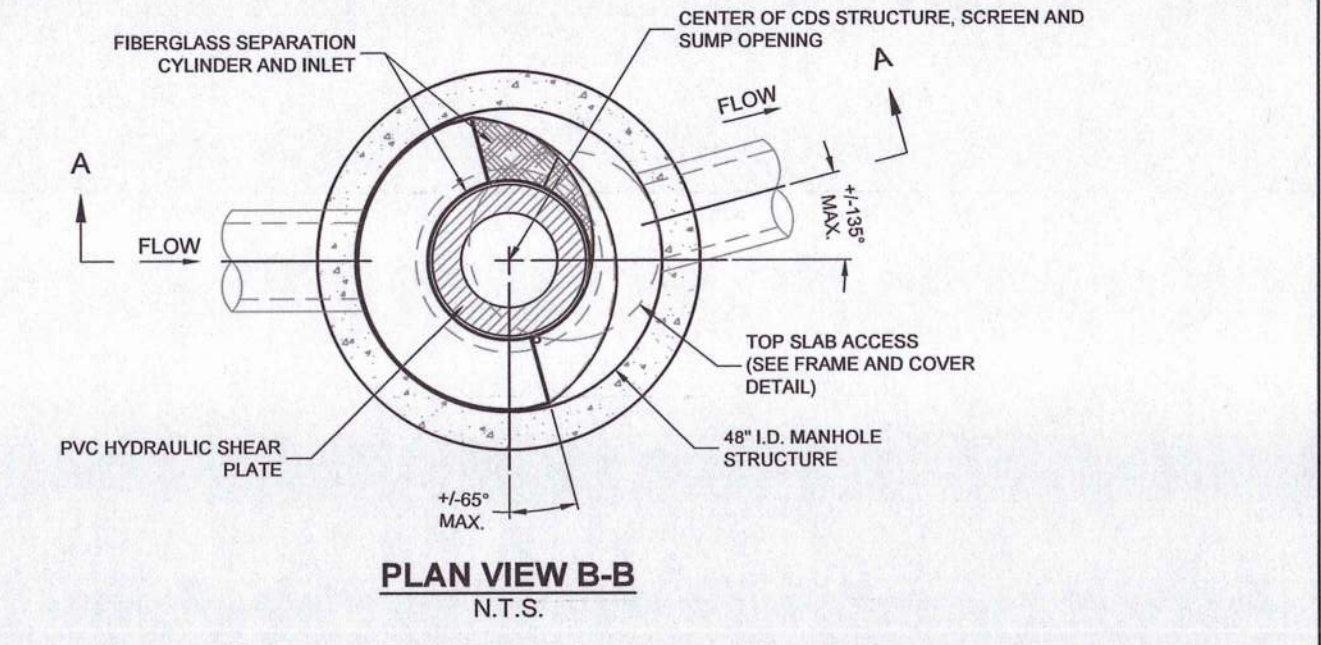 CENTER OF CDS STRUCTURE, SCREEN AND
SUMP OPENING
FIBERGLASS SEPARATION
CYLINDER AND INLET
A
FLOW
A
FLOW
+/-135°
MAX.
TOP SLAB ACCESS
(SEE FRAME AND COVER
DETAIL)
PVC HYDRAULIC SHEAR
PLATE
48" I.D. MANHOLE
STRUCTURE
+/-65°
MAX.
PLAN VIEW B-B
N.T.S.